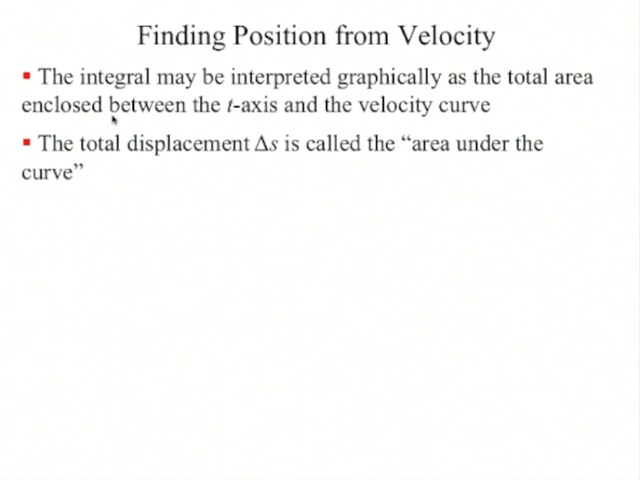 Finding Position from Velocity
▪ The integral may be interpreted graphically as the total area
enclosed between the t-axis and the velocity curve
▪ The total displacement Δs is called the “area under the
curve”